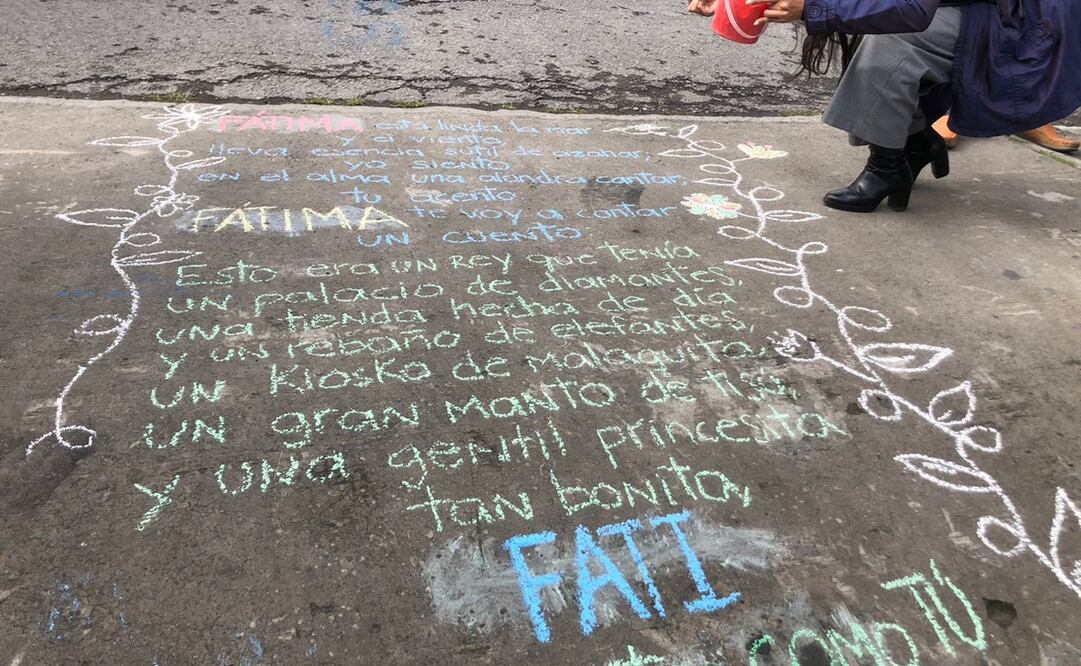 FÁTIMA está linda la mar
y el viento
lleva esencia sutil de azahar,
yo siento
en el alma una alondra cantar,
tu acento
FÁTIMA te voy a contar
un cuento.
Esto era un Rey que tenía
un palacio de diamantes,
una tienda hecha de día
y un rebaño de elefantes,
un kiosko de malaquita,
un gran manto de tisú,
y una gentil princesita
tan bonita,
FATI
como TÚ